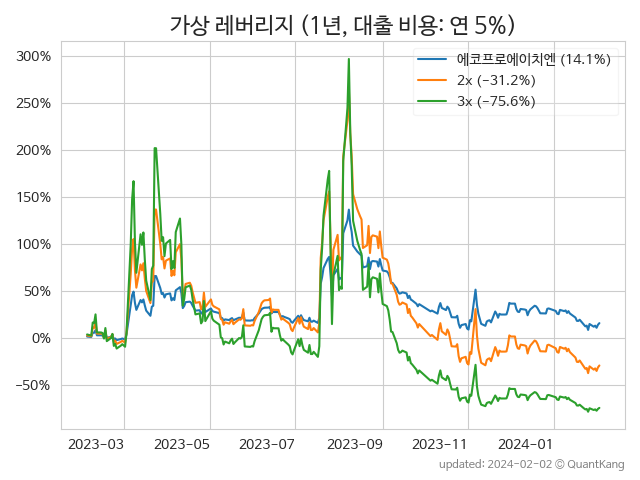 가상 레버리지 (1년, 대출 비용: 연 5%)
300%
250%
200%
150%
100%
50%
0%
−50%
에코프로에이치엔 (14.1%)
2x (−31.2%)
3x (−75.6%)
2023-03 2023-05 2023-07 2023-09 2023-11 2024-01
updated: 2024-02-02 © QuantKang